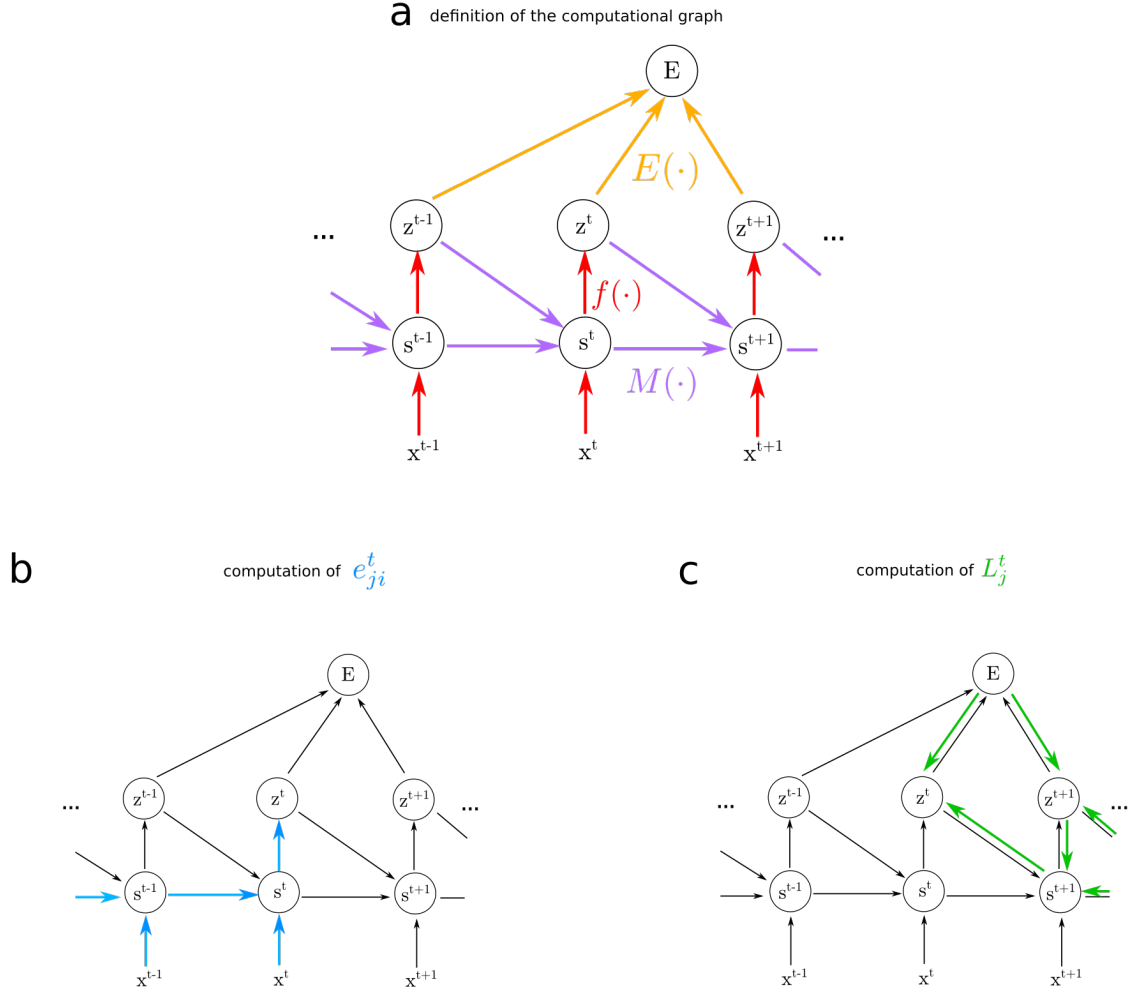 a definition of the computational graph
E
E(·)
... z^{t-1} z^t z^{t+1} ...
f(·)
s^{t-1} s^t s^{t+1}
M(·)
x^{t-1} x^t x^{t+1}
b computation of e^t_{ji}
E
... z^{t-1} z^t z^{t+1} ...
s^{t-1} s^t s^{t+1}
x^{t-1} x^t x^{t+1}
c computation of L^t_j
E
... z^{t-1} z^t z^{t+1} ...
s^{t-1} s^t s^{t+1}
x^{t-1} x^t x^{t+1}